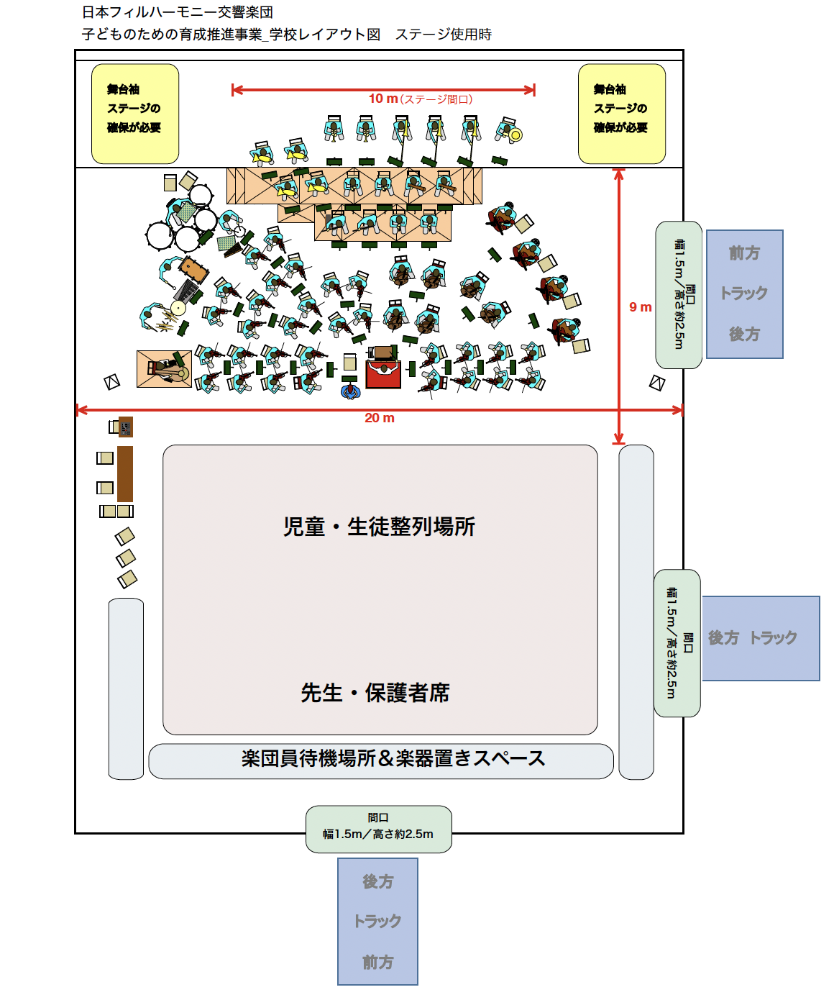 日本フィルハーモニー交響楽団
子どものための育成推進事業_学校レイアウト図　ステージ使用時
舞台袖
ステージの
確保が必要
10 m（ステージ間口）
舞台袖
ステージの
確保が必要
9 m
間口
幅1.5m／高さ約2.5m
前方
トラック
後方
20 m
児童・生徒整列場所
先生・保護者席
間口
幅1.5m／高さ約2.5m
後方　トラック
楽団員待機場所＆楽器置きスペース
間口
幅1.5m／高さ約2.5m
後方
トラック
前方